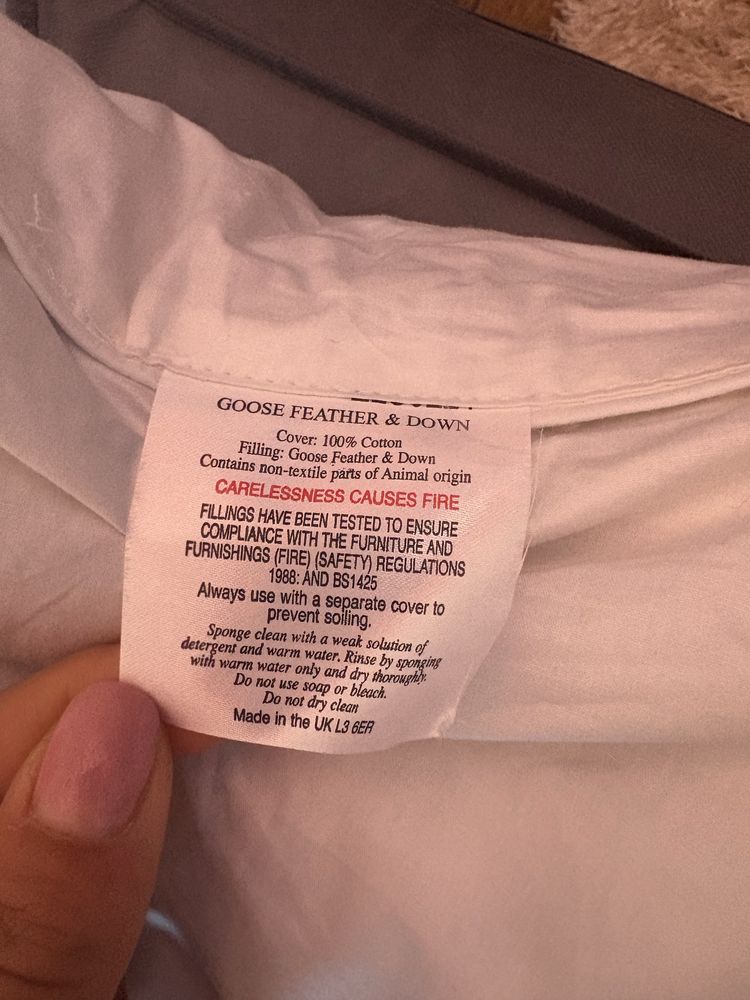 GOOSE FEATHER & DOWN
Cover: 100% Cotton
Filling: Goose Feather & Down
Contains non-textile parts of Animal origin
CARELESSNESS CAUSES FIRE
FILLINGS HAVE BEEN TESTED TO ENSURE
COMPLIANCE WITH THE FURNITURE AND
FURNISHINGS (FIRE) (SAFETY) REGULATIONS
1988: AND BS1425
Always use with a separate cover to
prevent soiling.
Sponge clean with a weak solution of
detergent and warm water. Rinse by sponging
with warm water only and dry thoroughly.
Do not use soap or bleach.
Do not dry clean
Made in the UK L3 6ER